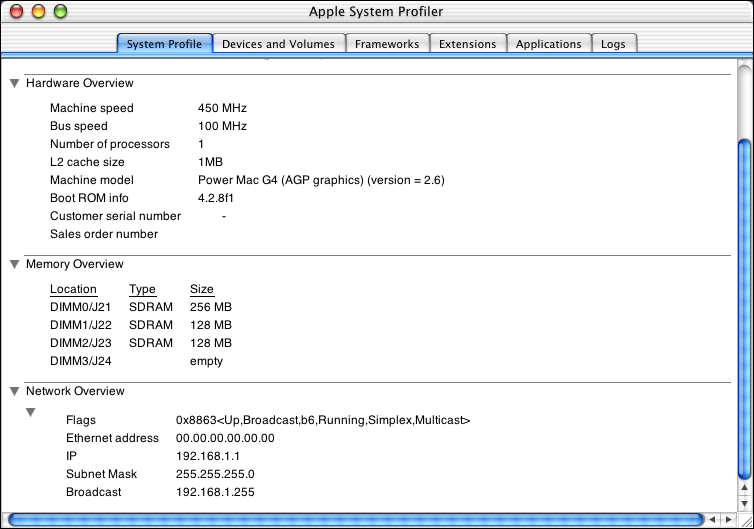 Apple System Profiler
System Profile Devices and Volumes Frameworks Extensions Applications Logs
Hardware Overview
Machine speed 450 MHz
Bus speed 100 MHz
Number of processors 1
L2 cache size 1MB
Machine model Power Mac G4 (AGP graphics) (version = 2.6)
Boot ROM info 4.2.8f1
Customer serial number -
Sales order number
Memory Overview
Location Type Size
DIMM0/J21 SDRAM 256 MB
DIMM1/J22 SDRAM 128 MB
DIMM2/J23 SDRAM 128 MB
DIMM3/J24 empty
Network Overview
Flags 0x8863<Up,Broadcast,b6,Running,Simplex,Multicast>
Ethernet address 00.00.00.00.00.00
IP 192.168.1.1
Subnet Mask 255.255.255.0
Broadcast 192.168.1.255